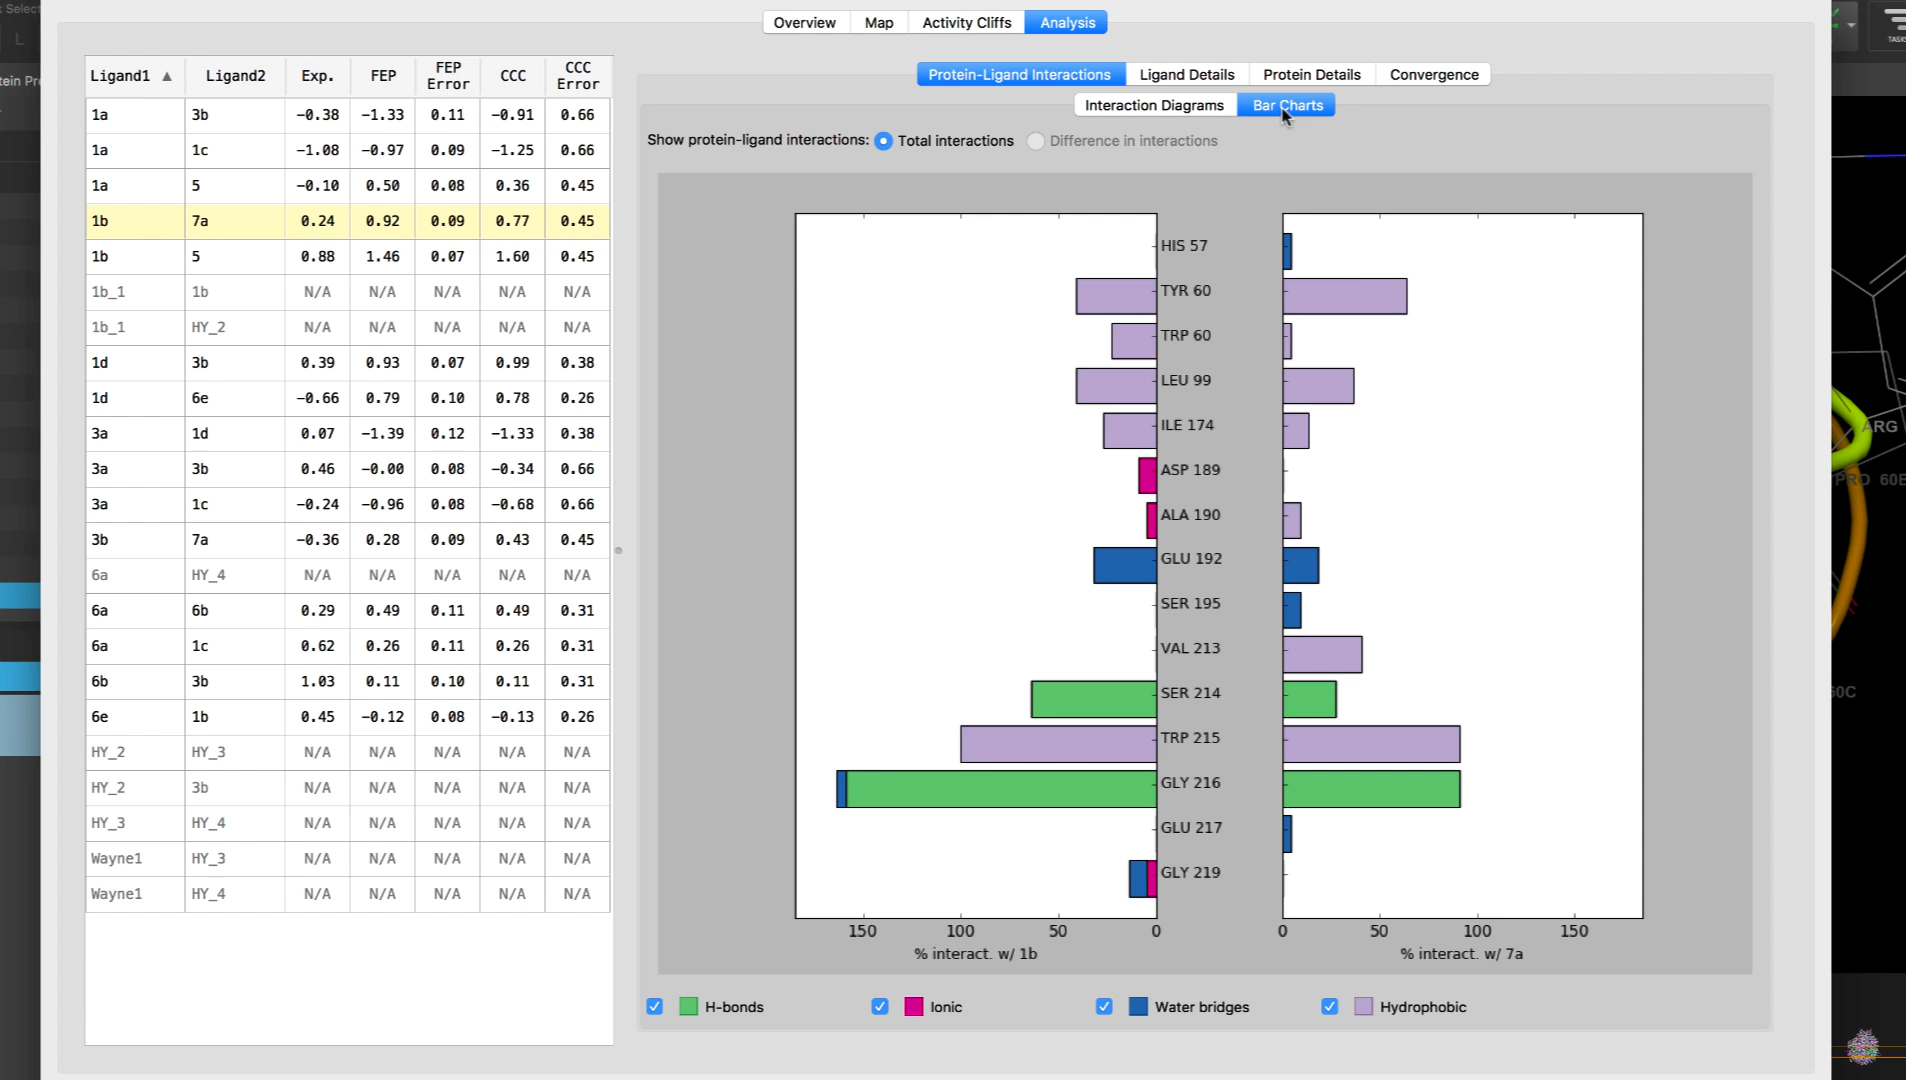 Select
L
tein Pr
Overview Map Activity Cliffs Analysis
TASKS
Ligand1 ▲ Ligand2 Exp. FEP FEP Error CCC CCC Error
1a 3b −0.38 −1.33 0.11 −0.91 0.66
1a 1c −1.08 −0.97 0.09 −1.25 0.66
1a 5 −0.10 0.50 0.08 0.36 0.45
1b 7a 0.24 0.92 0.09 0.77 0.45
1b 5 0.88 1.46 0.07 1.60 0.45
1b_1 1b N/A N/A N/A N/A N/A
1b_1 HY_2 N/A N/A N/A N/A N/A
1d 3b 0.39 0.93 0.07 0.99 0.38
1d 6e −0.66 0.79 0.10 0.78 0.26
3a 1d 0.07 −1.39 0.12 −1.33 0.38
3a 3b 0.46 −0.00 0.08 −0.34 0.66
3a 1c −0.24 −0.96 0.08 −0.68 0.66
3b 7a −0.36 0.28 0.09 0.43 0.45
6a HY_4 N/A N/A N/A N/A N/A
6a 6b 0.29 0.49 0.11 0.49 0.31
6a 1c 0.62 0.26 0.11 0.26 0.31
6b 3b 1.03 0.11 0.10 0.11 0.31
6e 1b 0.45 −0.12 0.08 −0.13 0.26
HY_2 HY_3 N/A N/A N/A N/A N/A
HY_2 3b N/A N/A N/A N/A N/A
HY_3 HY_4 N/A N/A N/A N/A N/A
Wayne1 HY_3 N/A N/A N/A N/A N/A
Wayne1 HY_4 N/A N/A N/A N/A N/A
Protein-Ligand Interactions Ligand Details Protein Details Convergence
Interaction Diagrams Bar Charts
Show protein-ligand interactions: Total interactions Difference in interactions
HIS 57
TYR 60
TRP 60
LEU 99
ILE 174
ASP 189
ALA 190
GLU 192
SER 195
VAL 213
SER 214
TRP 215
GLY 216
GLU 217
GLY 219
150 100 50 0 0 50 100 150
% interact. w/ 1b % interact. w/ 7a
H-bonds Ionic Water bridges Hydrophobic
ARG
PRO 60B
60C